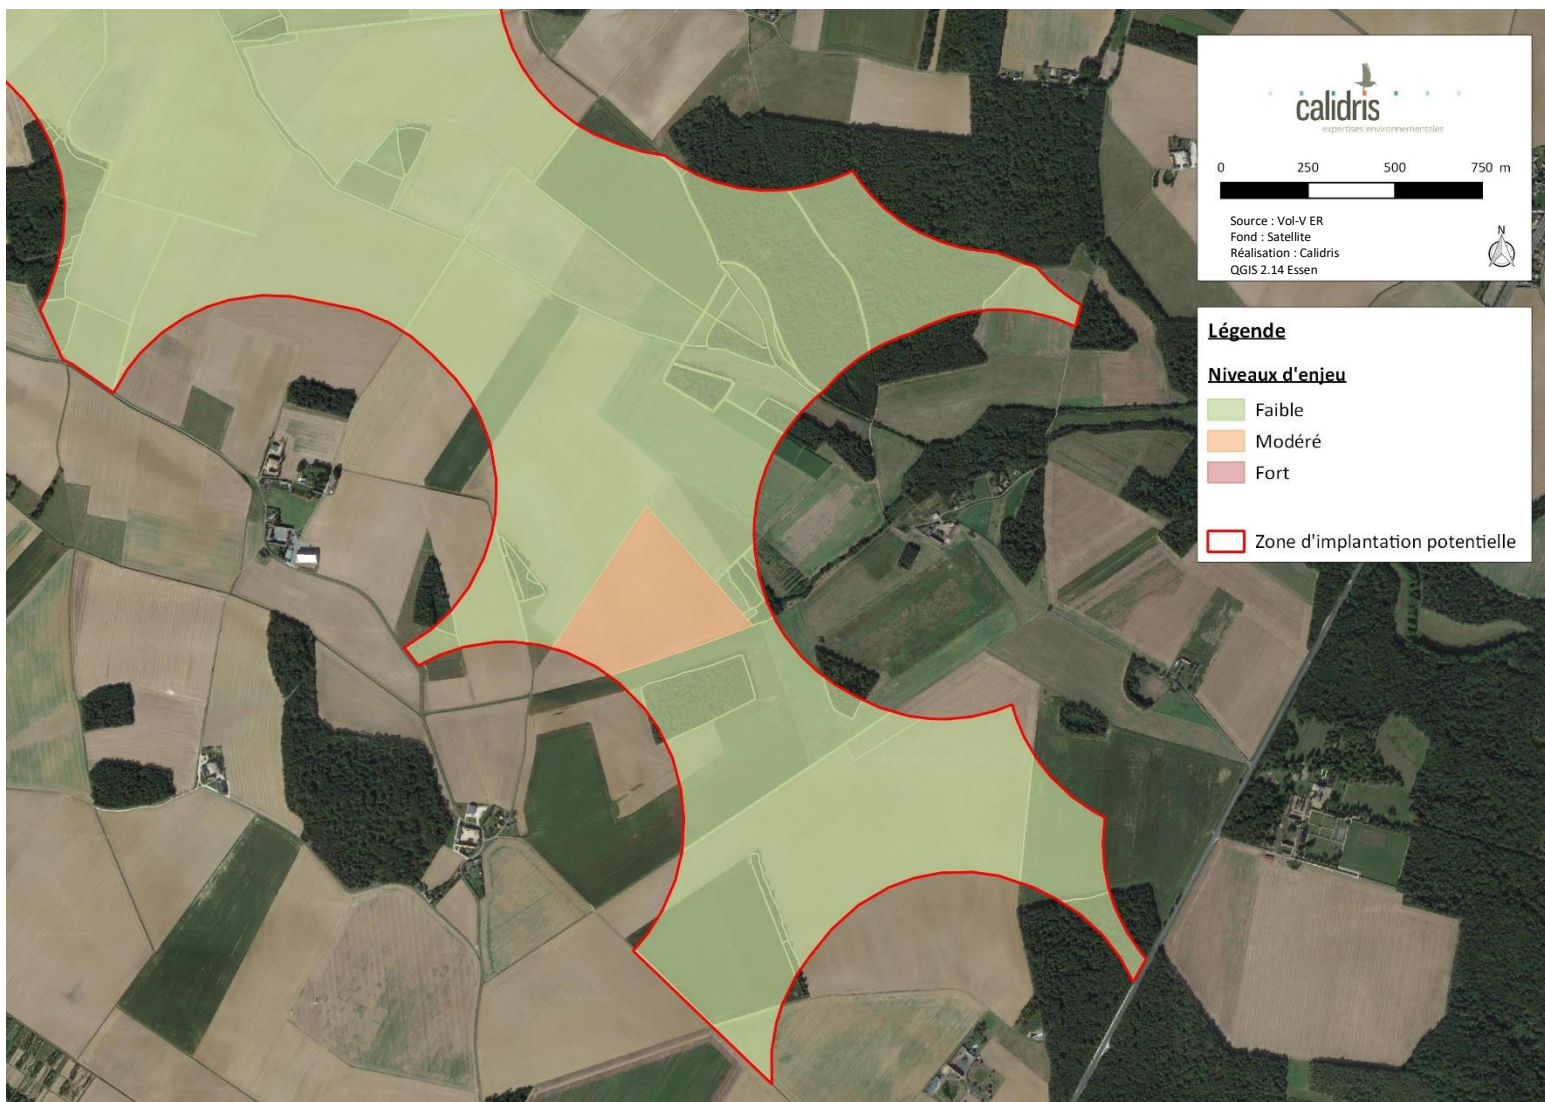 calidris
expertises environnementales
0 250 500 750 m
Source : Vol-V ER
Fond : Satellite
Réalisation : Calidris
QGIS 2.14 Essen
N
Légende
Niveaux d'enjeu
Faible
Modéré
Fort
Zone d'implantation potentielle